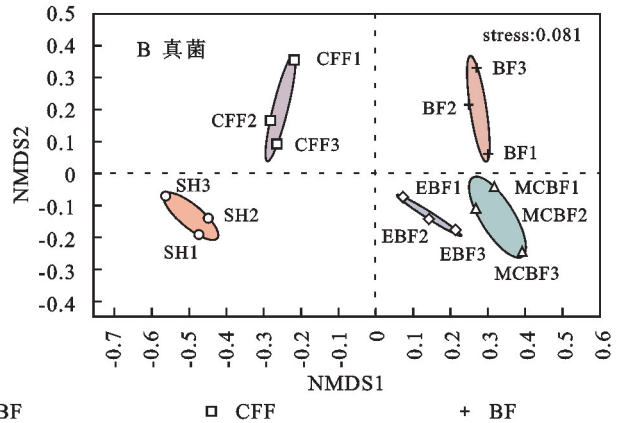 0.5
0.4
0.3
0.2
0.1
0
-0.1
-0.2
-0.3
-0.4
NMDS2
B 真菌
stress:0.081
CFF1
CFF2
CFF3
BF3
BF2
BF1
SH3
SH2
SH1
EBF1
EBF2
EBF3
MCBF1
MCBF2
MCBF3
-0.7
-0.6
-0.5
-0.4
-0.3
-0.2
-0.1
0
0.1
0.2
0.3
0.4
0.5
0.6
NMDS1
BF CFF BF